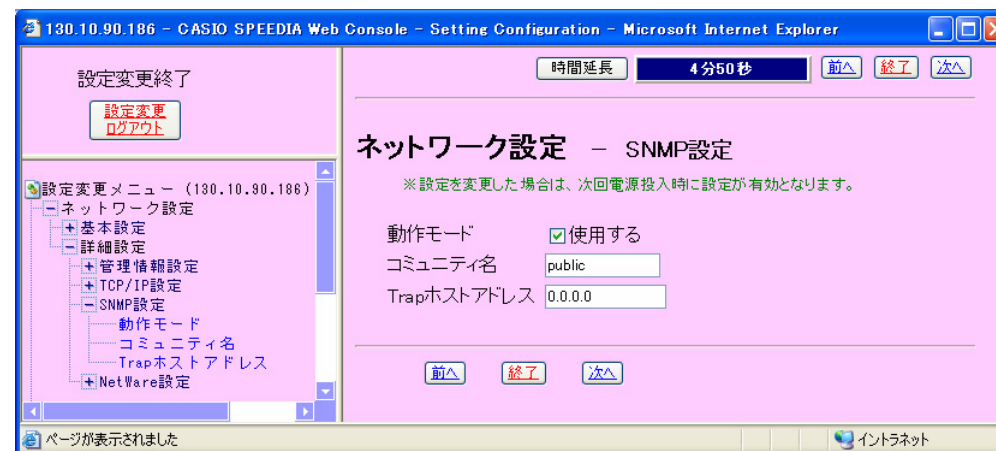 130.10.90.186 - CASIO SPEEDIA Web Console - Setting Configuration - Microsoft Internet Explorer
設定変更終了
設定変更
ログアウト
設定変更メニュー (130.10.90.186)
ネットワーク設定
基本設定
詳細設定
管理情報設定
TCP/IP設定
SNMP設定
動作モード
コミュニティ名
Trapホストアドレス
NetWare設定
時間延長 4分50秒 前へ 終了 次へ
ネットワーク設定 - SNMP設定
※設定を変更した場合は、次回電源投入時に設定が有効となります。
動作モード 使用する
コミュニティ名 public
Trapホストアドレス 0.0.0.0
前へ 終了 次へ
ページが表示されました イントラネット